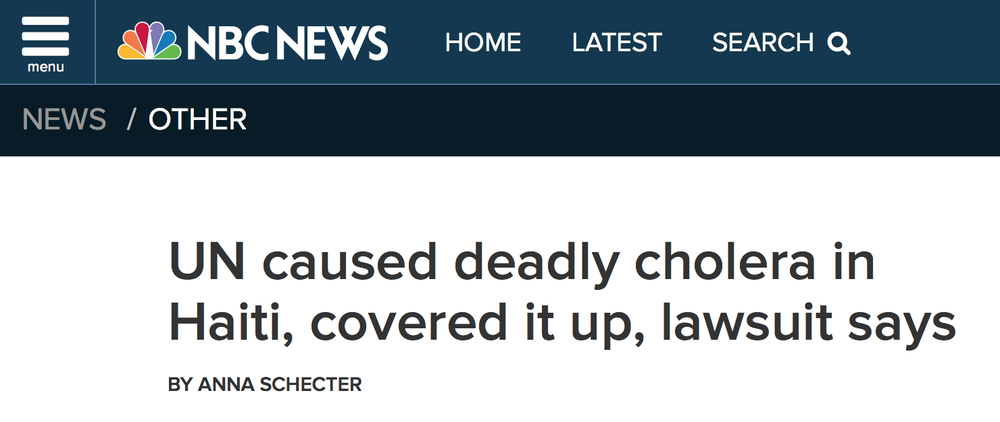 menu
NBC NEWS HOME LATEST SEARCH
NEWS / OTHER
UN caused deadly cholera in
Haiti, covered it up, lawsuit says
BY ANNA SCHECTER